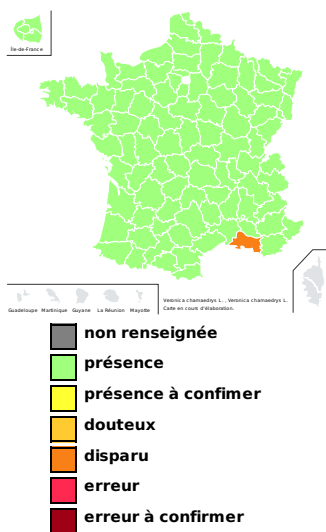 Île-de-France
Guadeloupe Martinique Guyane La Réunion Mayotte
Veronica chamaedrys L. , Veronica chamaedrys L.
Carte en cours d'élaboration.
non renseignée
présence
présence à confimer
douteux
disparu
erreur
erreur à confirmer